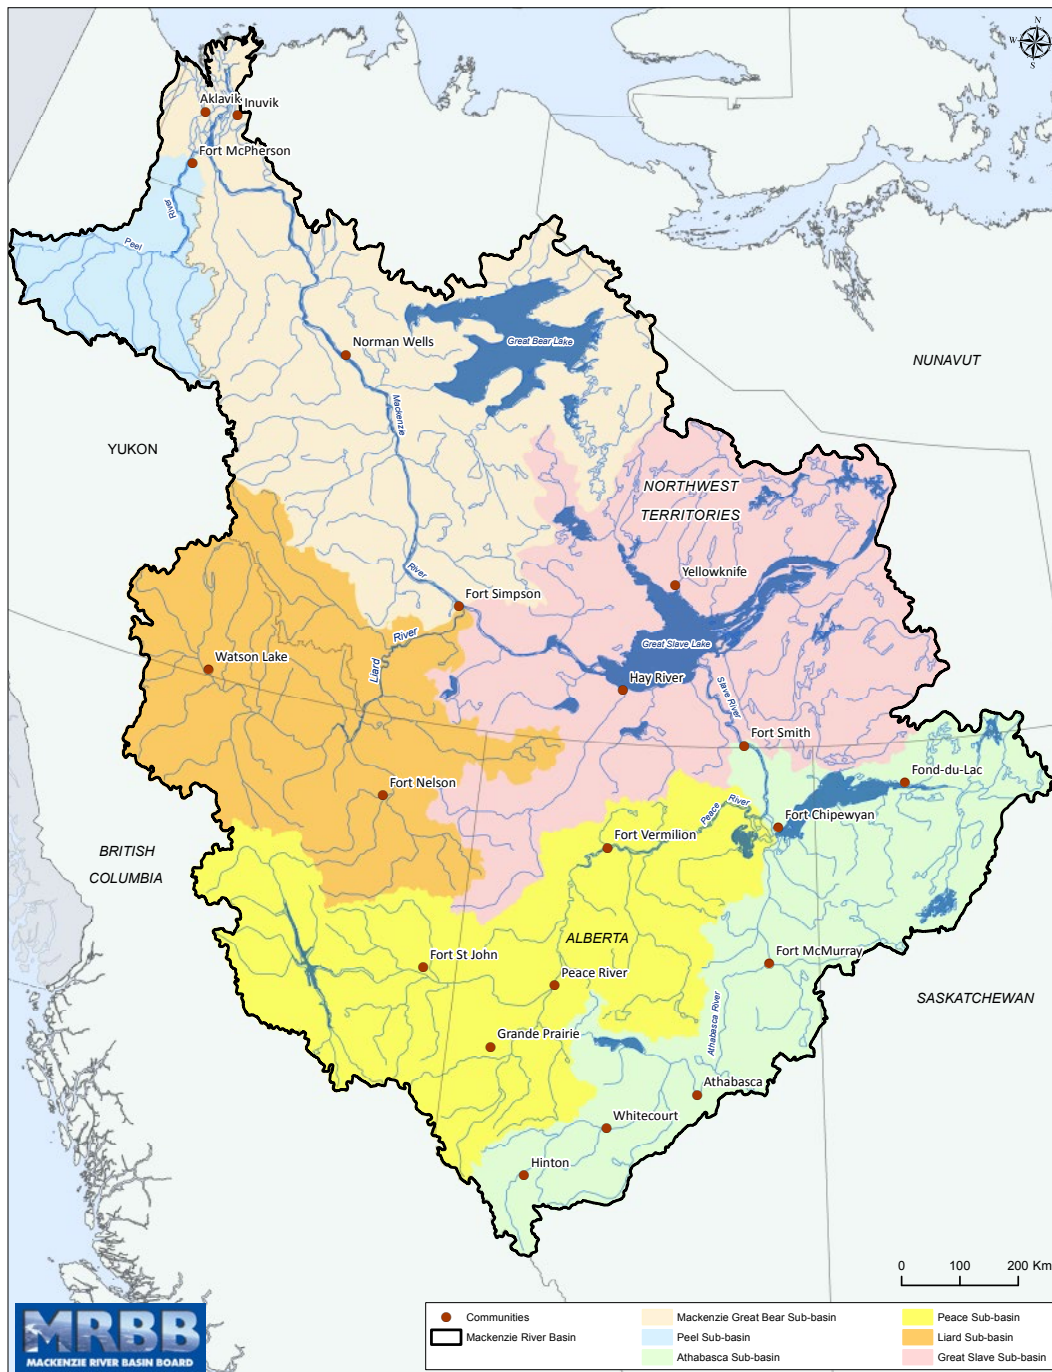 N
W
S
Aklavik
Inuvik
Fort McPherson
River
Peel
Norman Wells
Great Bear Lake
Mackenzie
NUNAVUT
YUKON
NORTHWEST
TERRITORIES
River
Yellowknife
Fort Simpson
River
Great Slave Lake
Watson Lake
Liard
Hay River
Slave River
Fort Smith
Fond-du-Lac
Fort Nelson
River
Peace
Fort Chipewyan
Fort Vermilion
BRITISH
COLUMBIA
ALBERTA
Fort McMurray
Fort St John
Peace River
SASKATCHEWAN
Athabasca River
Grande Prairie
Athabasca
Whitecourt
Hinton
0 100 200 Km
MRBB
MACKENZIE RIVER BASIN BOARD
Communities
Mackenzie River Basin
Mackenzie Great Bear Sub-basin
Peel Sub-basin
Athabasca Sub-basin
Peace Sub-basin
Liard Sub-basin
Great Slave Sub-basin